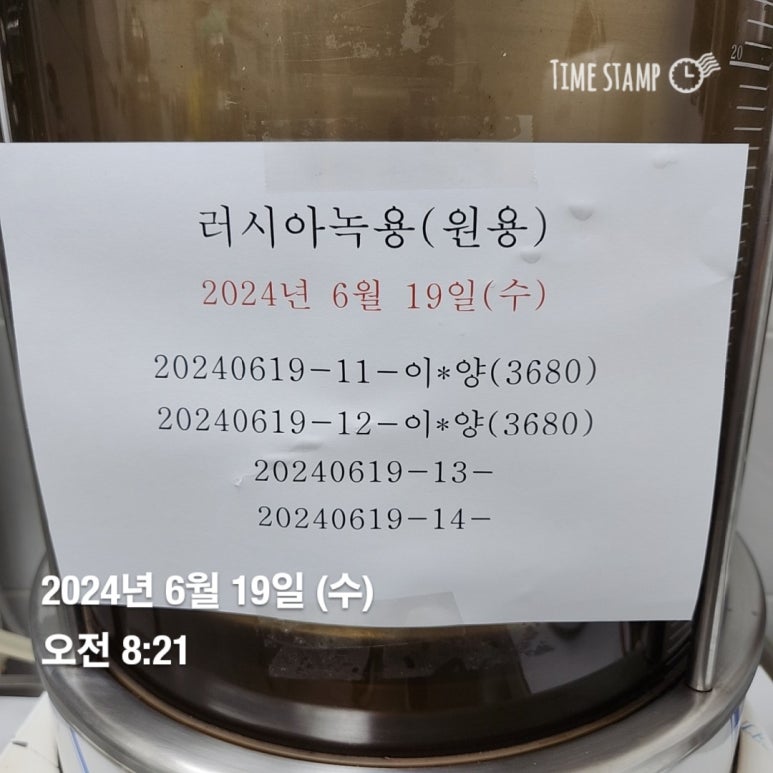 TIME STAMP
20
러시아녹용(원용)
2024년 6월 19일(수)
20240619-11-이*양(3680)
20240619-12-이*양(3680)
20240619-13-
20240619-14-
2024년 6월 19일 (수)
오전 8:21